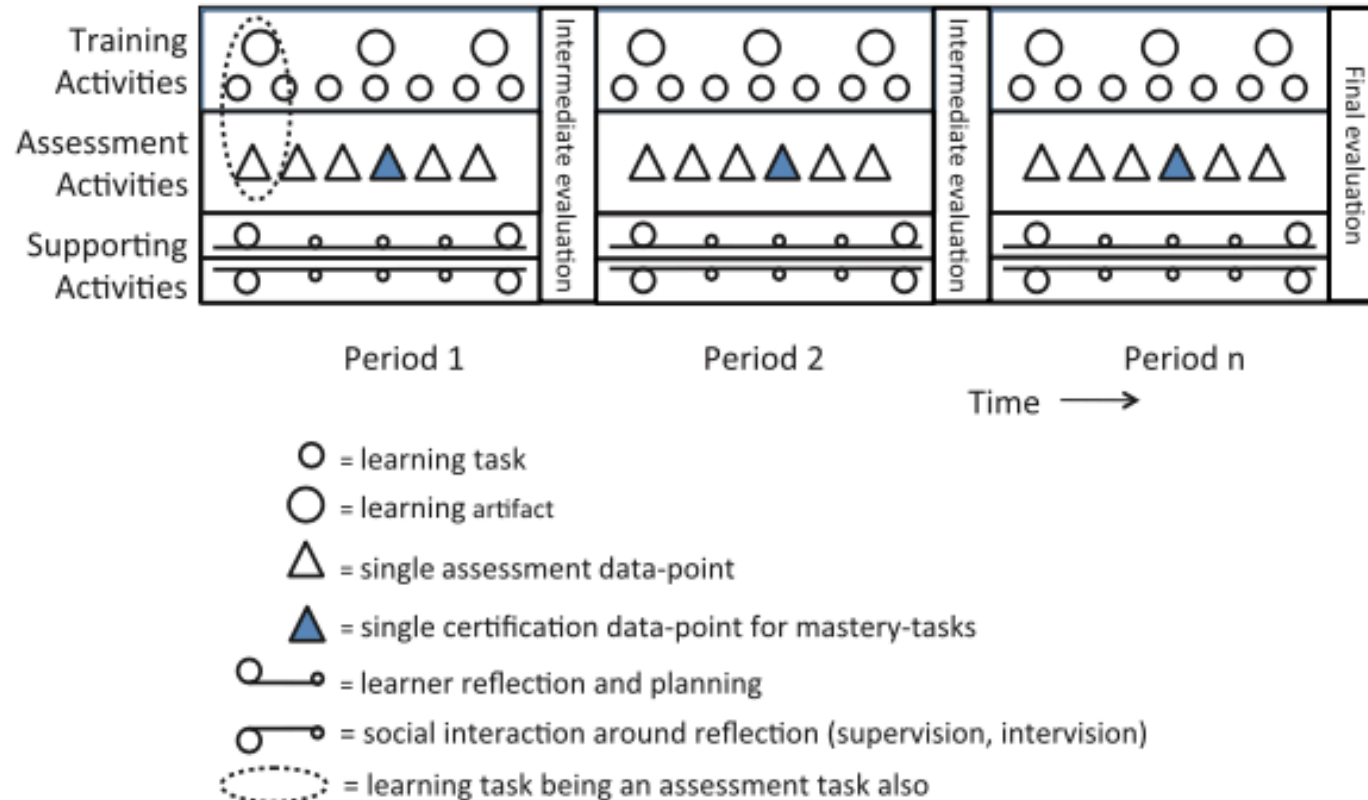 Training
Activities
Assessment
Activities
Supporting
Activities
Intermediate evaluation
Intermediate evaluation
Final evaluation
Period 1
Period 2
Period n
Time
= learning task
= learning artifact
= single assessment data-point
= single certification data-point for mastery-tasks
= learner reflection and planning
= social interaction around reflection (supervision, intervision)
= learning task being an assessment task also